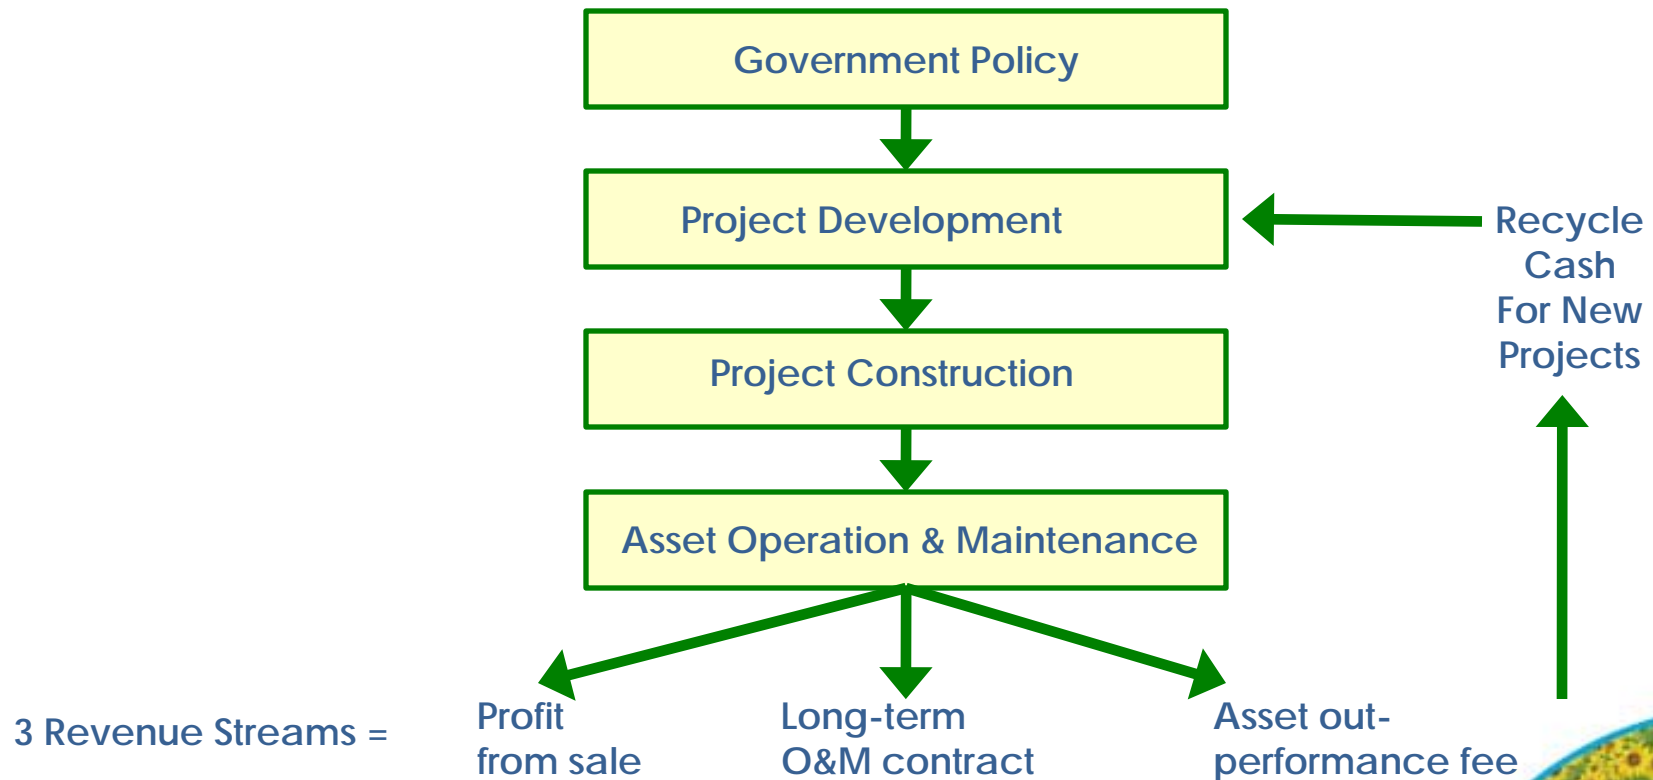 Government Policy
Project Development
Recycle
Cash
For New
Projects
Project Construction
Asset Operation & Maintenance
3 Revenue Streams =
Profit
from sale
Long-term
O&M contract
Asset out-
performance fee